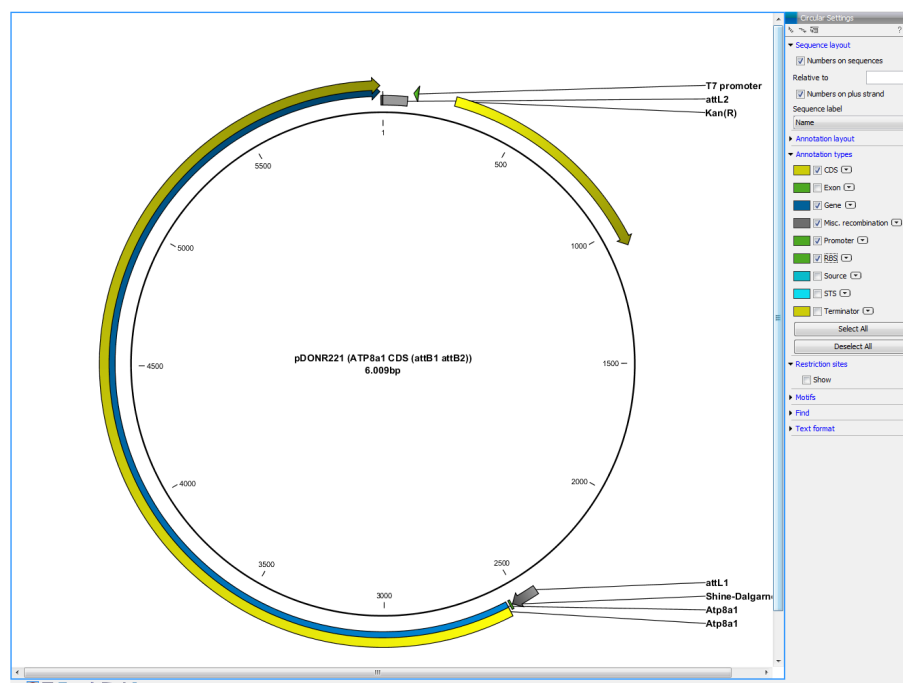 Circular Settings
?
Sequence layout
Numbers on sequences
Relative to
Numbers on plus strand
Sequence label
Name
Annotation layout
Annotation types
CDS
Exon
Gene
Misc. recombination
Promoter
RBS
Source
STS
Terminator
Select All
Deselect All
Restriction sites
Show
Motifs
Find
Text format
T7 promoter
attL2
Kan(R)
1
500
1000
1500
2000
2500
3000
3500
4000
4500
5000
5500
pDONR221 (ATP8a1 CDS (attB1 attB2))
6.009bp
attL1
Shine-Dalgarn
Atp8a1
Atp8a1